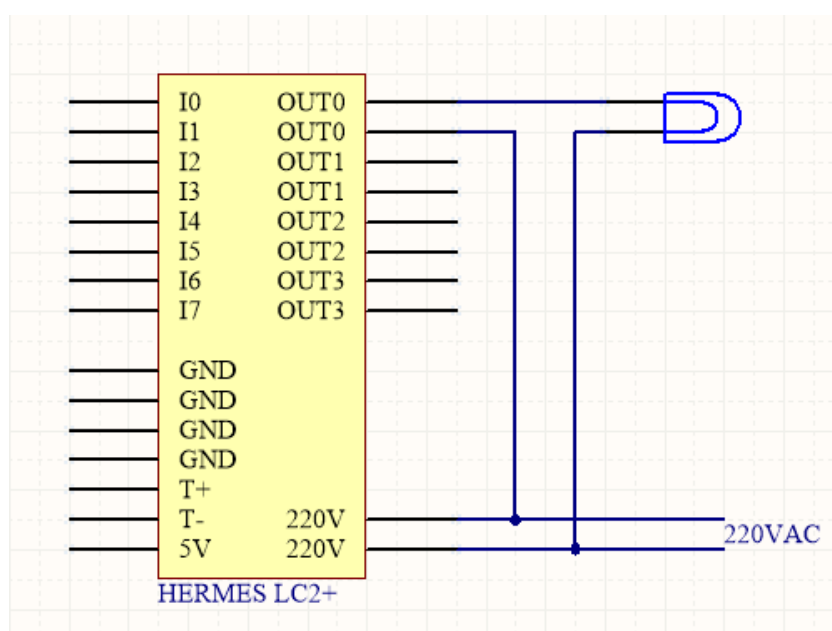 I0 OUT0
I1 OUT0
I2 OUT1
I3 OUT1
I4 OUT2
I5 OUT2
I6 OUT3
I7 OUT3
GND
GND
GND
GND
T+
T- 220V
5V 220V
220VAC
HERMES LC2+